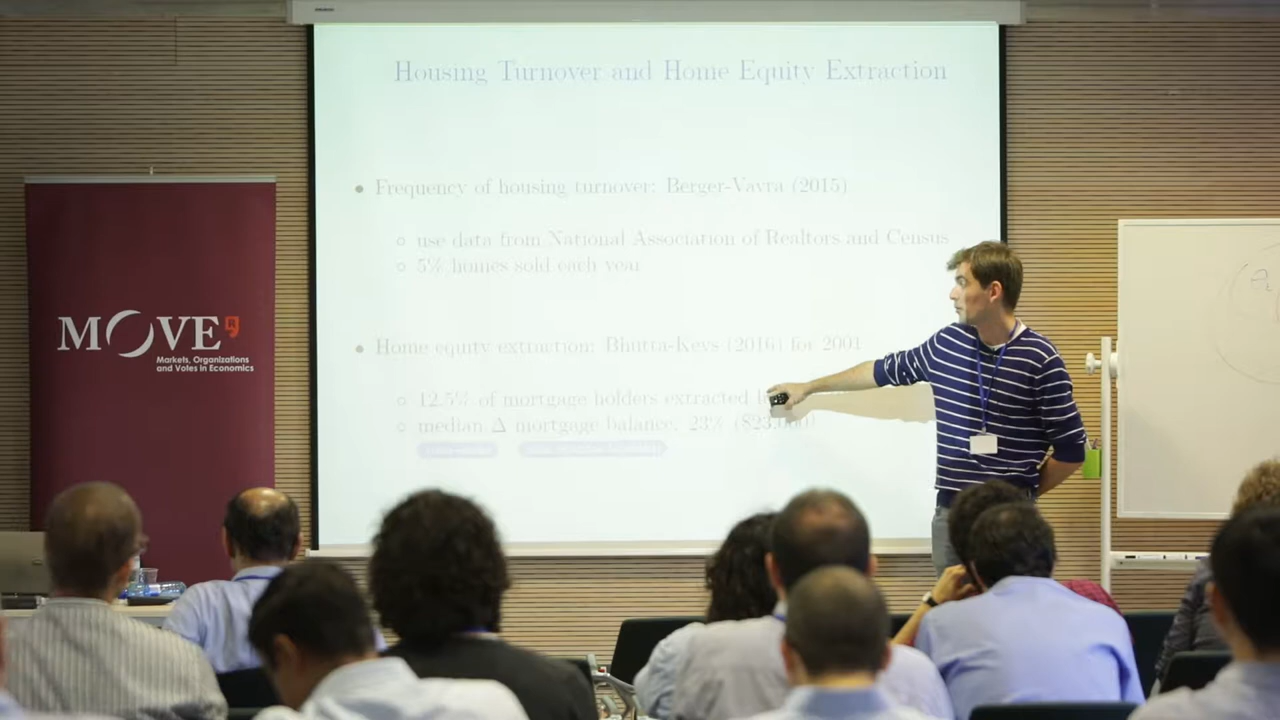 Housing Turnover and Home Equity Extraction
• Frequency of housing turnover: Berger-Vavra (2015)
○ use data from National Association of Realtors and Census
○ 5% homes sold each year
• Home equity extraction: Bhutta-Keys (2016) for 2001
○ 12.5% of mortgage holders extracted
○ median Δ mortgage balance: 23% ($23,000)
MOVE
Markets, Organizations
and Votes in Economics